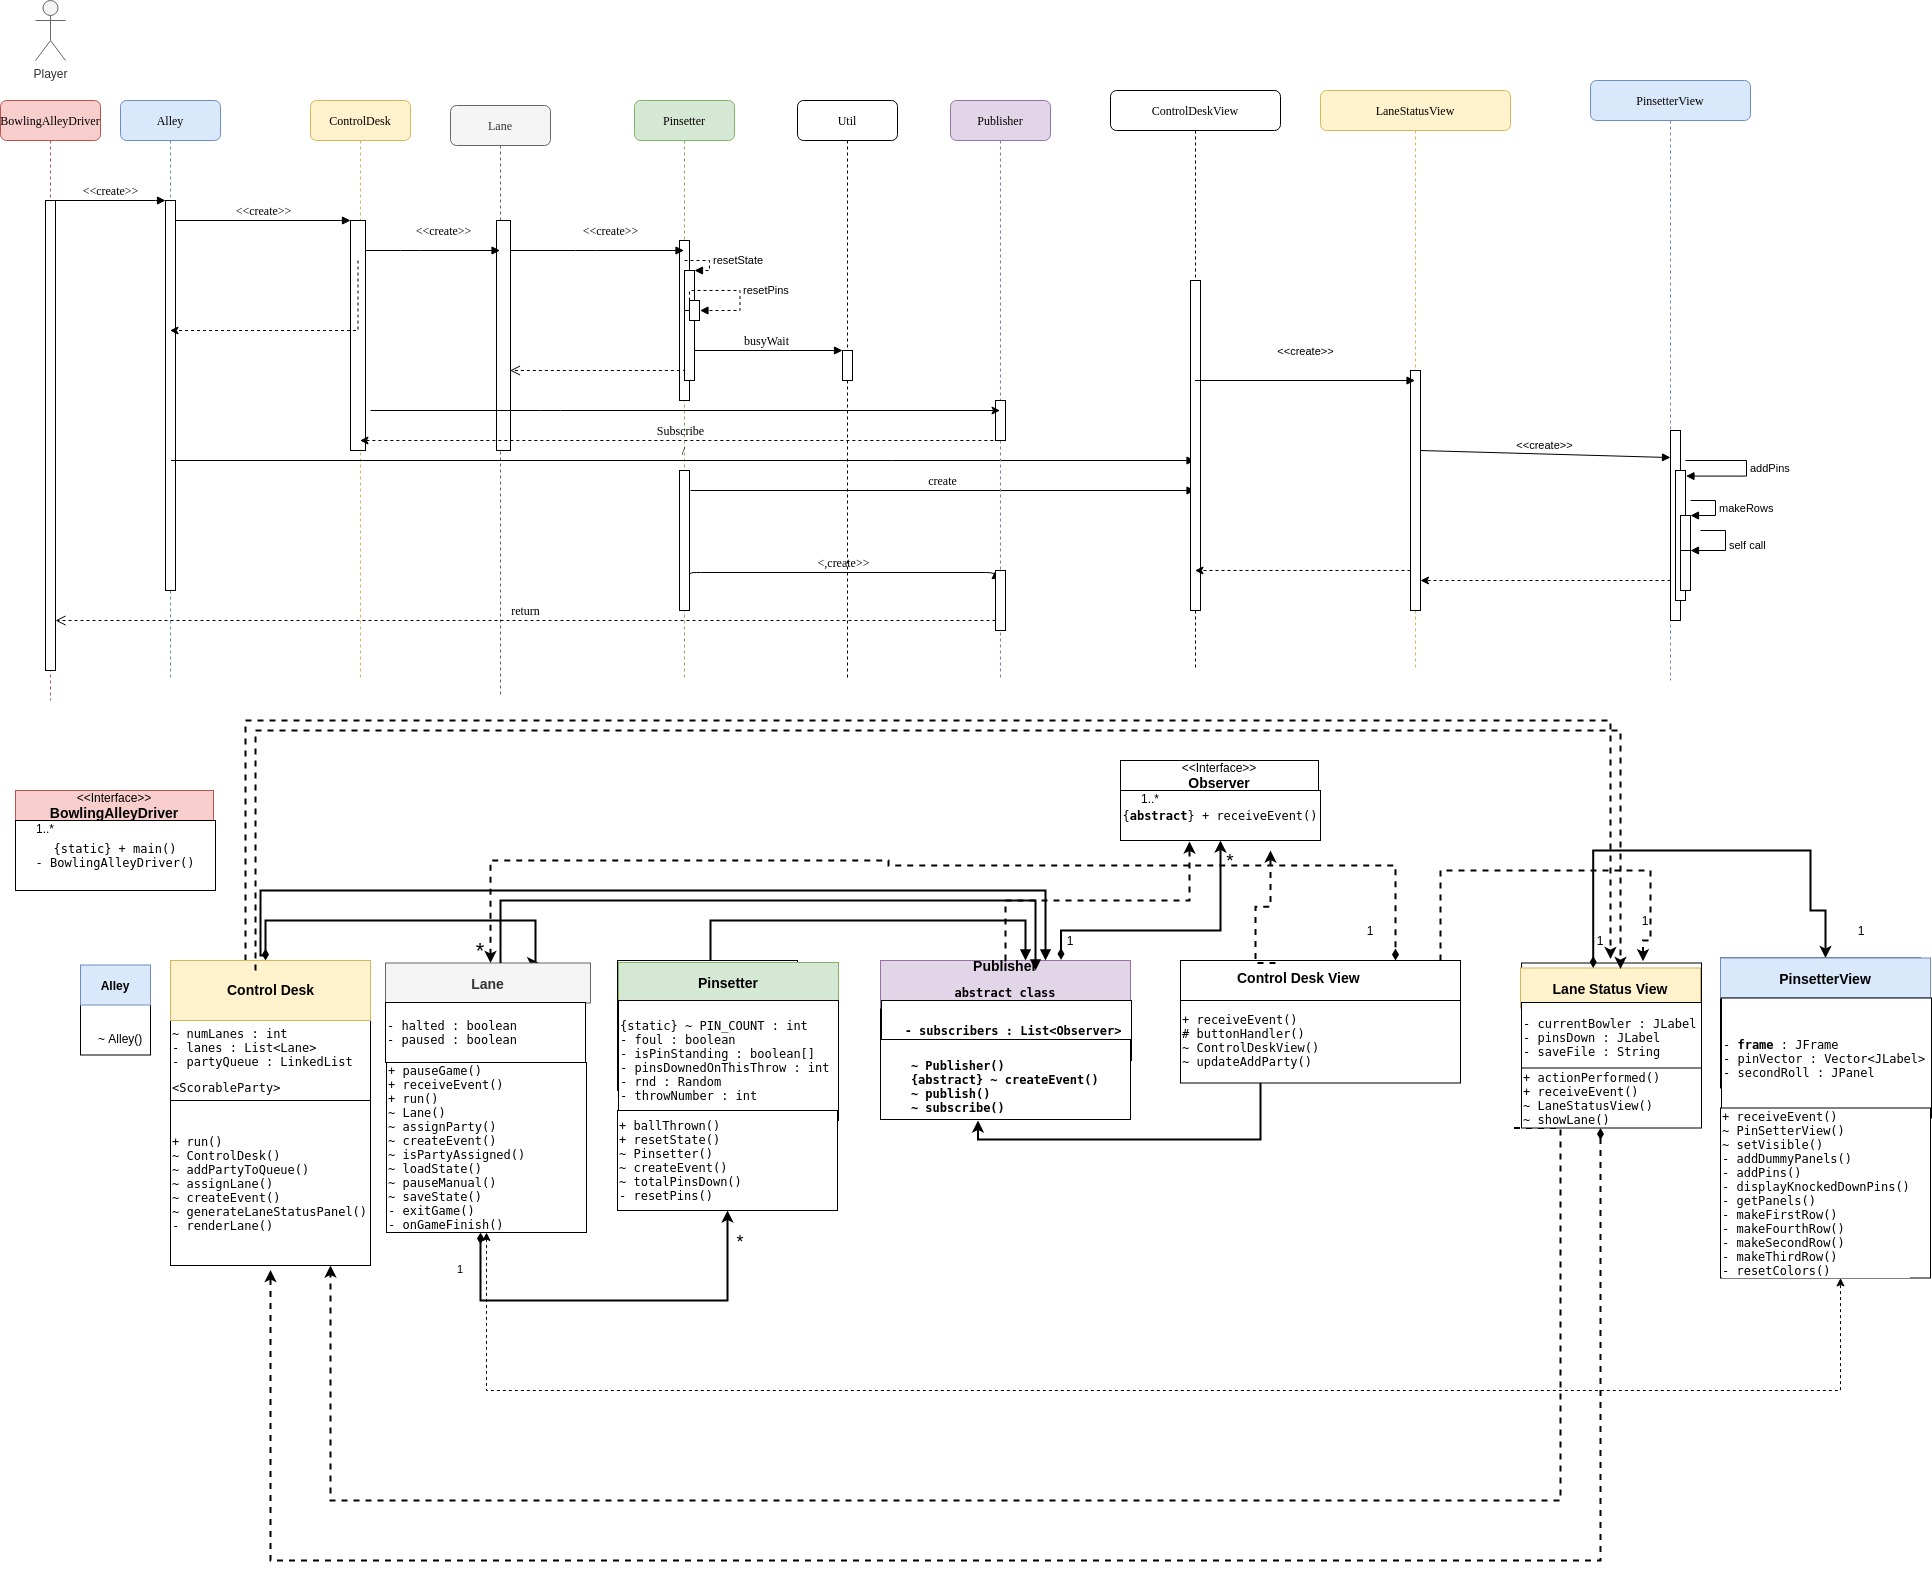 Player
BowlingAlleyDriver
Alley
ControlDesk
Lane
Pinsetter
Util
Publisher
ControlDeskView
LaneStatusView
PinsetterView
<<create>>
<<create>>
<<create>>
<<create>>
resetState
resetPins
busyWait
<<create>>
Subscribe
/
<<create>>
addPins
create
makeRows
self call
<,create>>
return
<<Interface>>
BowlingAlleyDriver
1..*
{static} + main()
- BowlingAlleyDriver()
<<Interface>>
Observer
1..*
{abstract} + receiveEvent()
*
*
1
1
1
1
1
Alley
~ Alley()
Control Desk
~ numLanes : int
- lanes : List<Lane>
- partyQueue : LinkedList
<ScorableParty>
+ run()
~ ControlDesk()
~ addPartyToQueue()
~ assignLane()
~ createEvent()
~ generateLaneStatusPanel()
- renderLane()
Lane
- halted : boolean
- paused : boolean
+ pauseGame()
+ receiveEvent()
+ run()
~ Lane()
~ assignParty()
~ createEvent()
~ isPartyAssigned()
~ loadState()
~ pauseManual()
~ saveState()
- exitGame()
- onGameFinish()
1
Pinsetter
{static} ~ PIN_COUNT : int
- foul : boolean
- isPinStanding : boolean[]
- pinsDownedOnThisThrow : int
- rnd : Random
- throwNumber : int
+ ballThrown()
+ resetState()
~ Pinsetter()
~ createEvent()
~ totalPinsDown()
- resetPins()
*
Publisher
abstract class
- subscribers : List<Observer>
~ Publisher()
{abstract} ~ createEvent()
~ publish()
~ subscribe()
Control Desk View
+ receiveEvent()
# buttonHandler()
~ ControlDeskView()
~ updateAddParty()
Lane Status View
- currentBowler : JLabel
- pinsDown : JLabel
- saveFile : String
+ actionPerformed()
+ receiveEvent()
~ LaneStatusView()
~ showLane()
PinsetterView
- frame : JFrame
- pinVector : Vector<JLabel>
- secondRoll : JPanel
+ receiveEvent()
~ PinSetterView()
~ setVisible()
- addDummyPanels()
- addPins()
- displayKnockedDownPins()
- getPanels()
- makeFirstRow()
- makeFourthRow()
- makeSecondRow()
- makeThirdRow()
- resetColors()